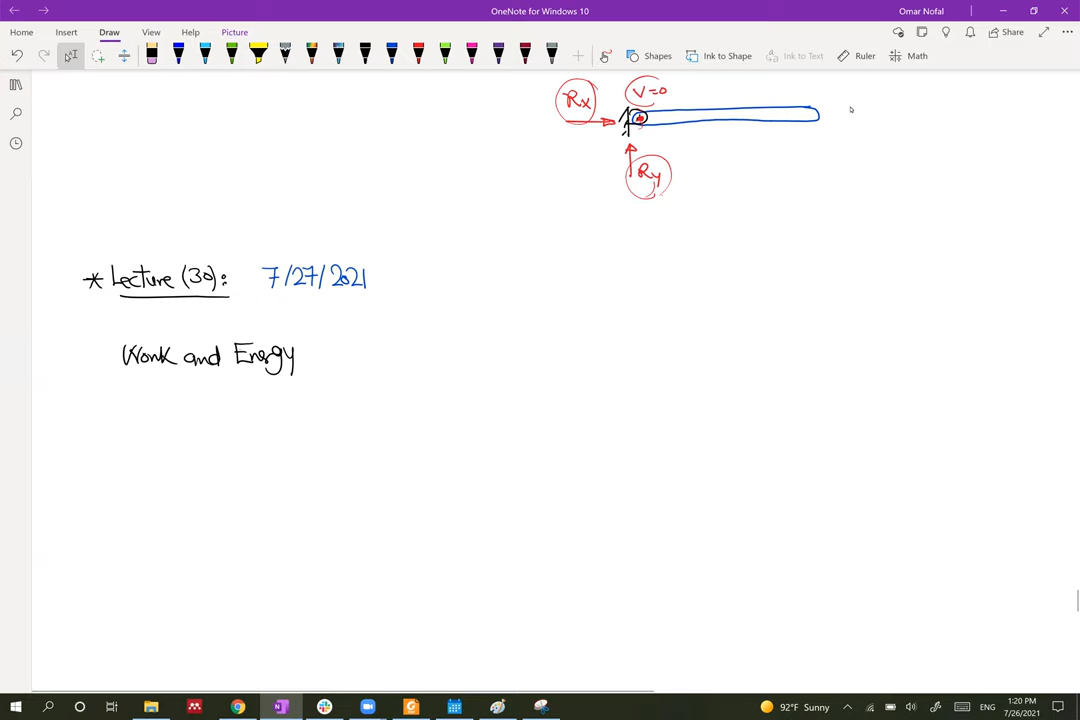 OneNote for Windows 10
Omar Nofal
Home Insert Draw View Help Picture
Share
Shapes Ink to Shape Ink to Text Ruler Math
Rx
V=0
Ry
* Lecture (30): 7/27/2021
Work and Energy
92°F Sunny
ENG
1:20 PM
7/26/2021